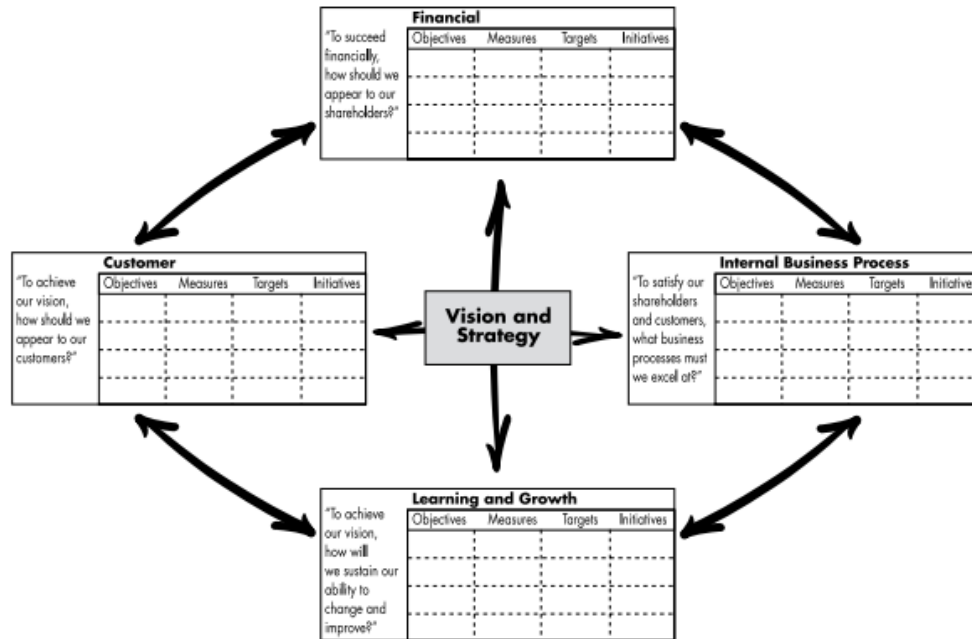 Financial
"To succeed
financially,
how should we
appear to our
shareholders?"
Objectives Measures Targets Initiatives
Customer
"To achieve
our vision,
how should we
appear to our
customers?"
Objectives Measures Targets Initiatives
Vision and
Strategy
Internal Business Process
"To satisfy our
shareholders
and customers,
what business
processes must
we excel at?"
Objectives Measures Targets Initiative
Learning and Growth
"To achieve
our vision,
how will
we sustain our
ability to
change and
improve?"
Objectives Measures Targets Initiatives